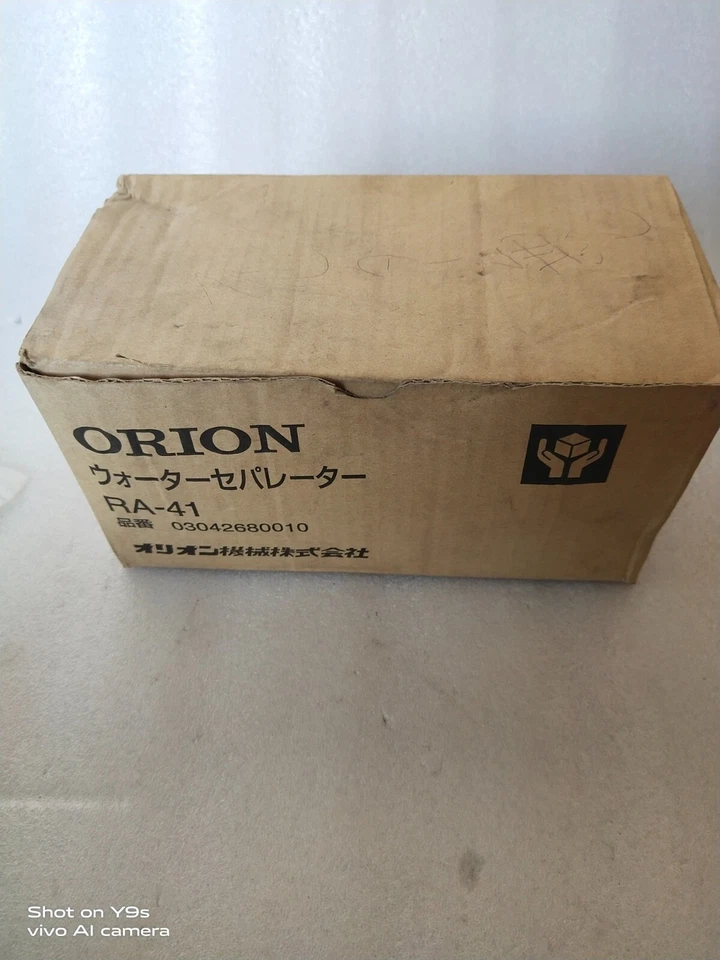 ORION
ウォーターセパレーター
RA-41
品番 03042680010
オリオン機械株式会社
Shot on Y9s
vivo AI camera